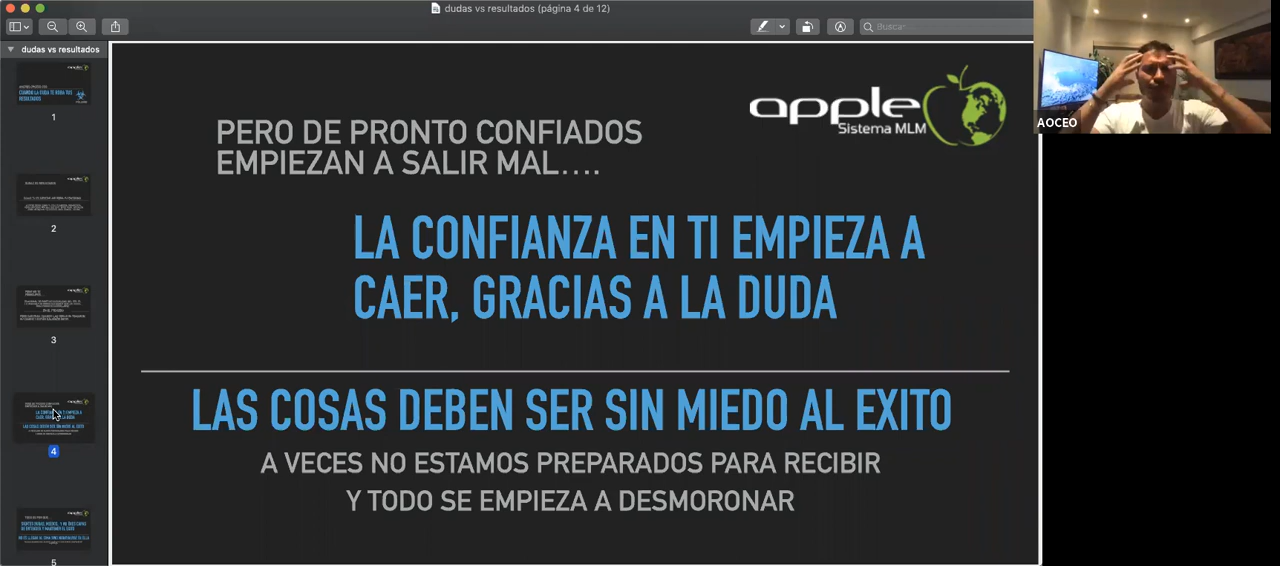 dudas vs resultados (página 4 de 12)
Buscar
dudas vs resultados
1
2
3
4
5
PERO DE PRONTO CONFIADOS
EMPIEZAN A SALIR MAL....
apple
Sistema MLM
LA CONFIANZA EN TI EMPIEZA A
CAER, GRACIAS A LA DUDA
LAS COSAS DEBEN SER SIN MIEDO AL EXITO
A VECES NO ESTAMOS PREPARADOS PARA RECIBIR
Y TODO SE EMPIEZA A DESMORONAR
AOCEO